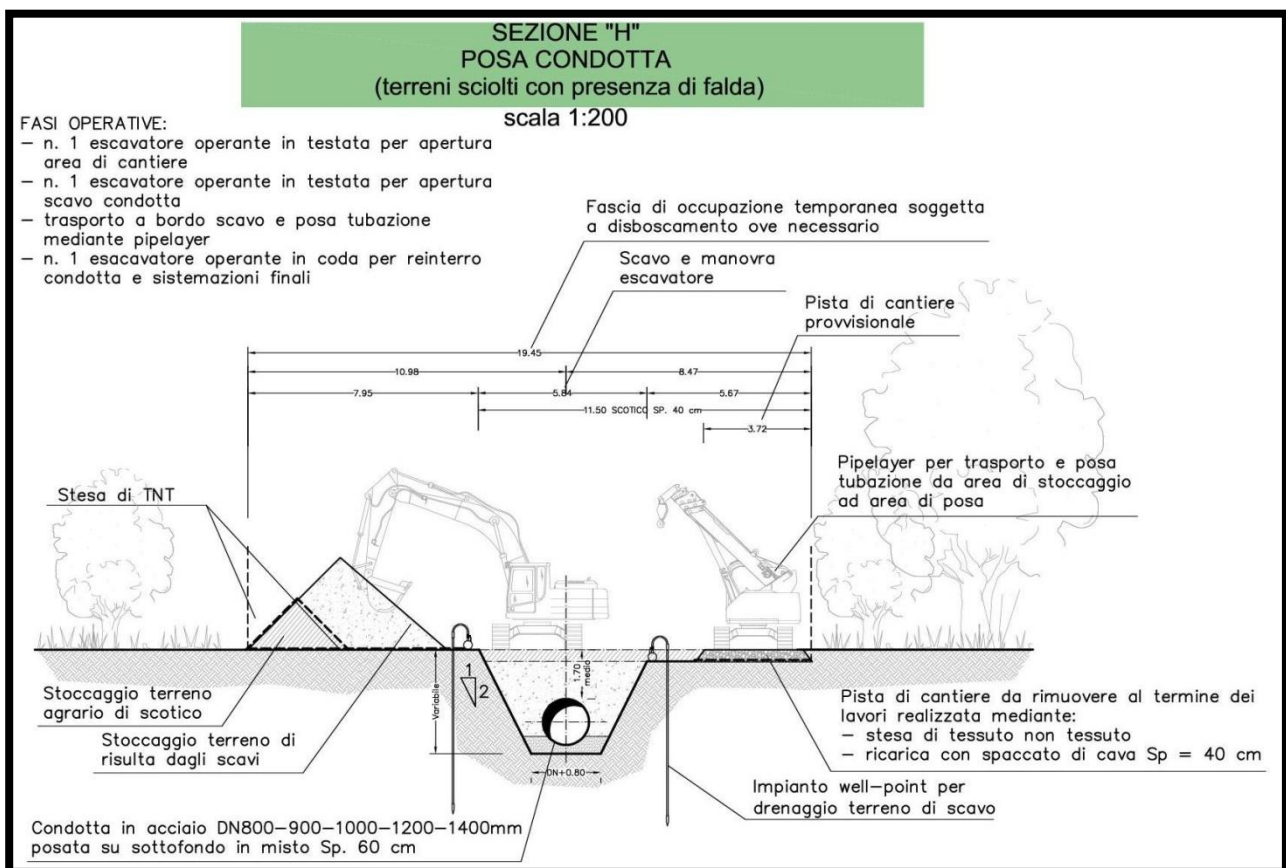 SEZIONE "H"
POSA CONDOTTA
(terreni sciolti con presenza di falda)
scala 1:200
FASI OPERATIVE:
– n. 1 escavatore operante in testata per apertura
area di cantiere
– n. 1 escavatore operante in testata per apertura
scavo condotta
– trasporto a bordo scavo e posa tubazione
mediante pipelayer
– n. 1 esacavatore operante in coda per reinterro
condotta e sistemazioni finali
Fascia di occupazione temporanea soggetta
a disboscamento ove necessario
Scavo e manovra
escavatore
Pista di cantiere
provvisionale
19.45
10.98
8.47
7.95
5.84
5.67
11.50 SCOTICO SP. 40 cm
3.72
Stesa di TNT
Pipelayer per trasporto e posa
tubazione da area di stoccaggio
ad area di posa
1
2
Variabile
1.70
medio
DN+0.80
Stoccaggio terreno
agrario di scotico
Stoccaggio terreno di
risulta dagli scavi
Pista di cantiere da rimuovere al termine dei
lavori realizzata mediante:
– stesa di tessuto non tessuto
– ricarica con spaccato di cava Sp = 40 cm
Impianto well–point per
drenaggio terreno di scavo
Condotta in acciaio DN800–900–1000–1200–1400mm
posata su sottofondo in misto Sp. 60 cm